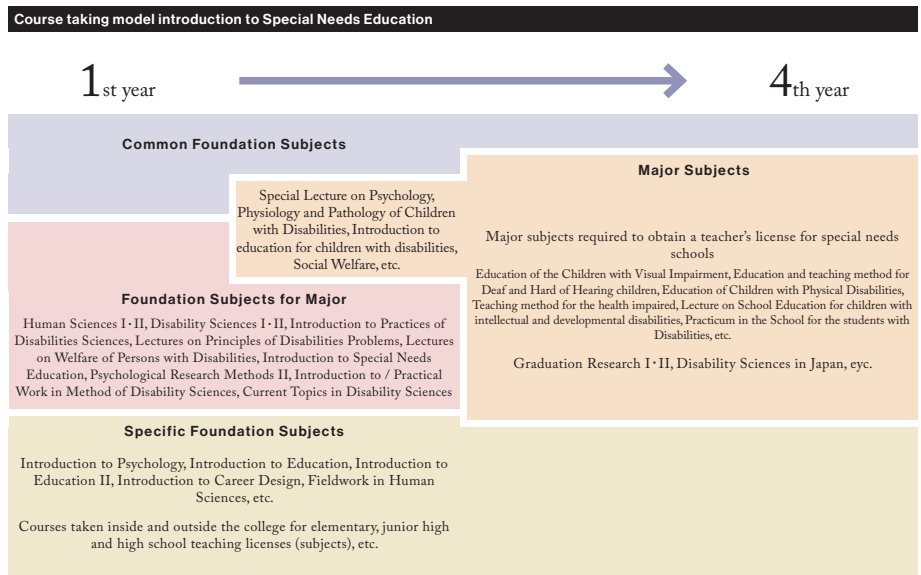 Course taking model introduction to Special Needs Education
1st year
4th year
Common Foundation Subjects
Special Lecture on Psychology,
Physiology and Pathology of Children
with Disabilities, Introduction to
education for children with disabilities,
Social Welfare, etc.
Major Subjects
Major subjects required to obtain a teacher's license for special needs
schools
Education of the Children with Visual Impairment, Education and teaching method for
Deaf and Hard of Hearing children, Education of Children with Physical Disabilities,
Teaching method for the health impaired, Lecture on School Education for children with
intellectual and developmental disabilities, Practicum in the School for the students with
Disabilities, etc.
Graduation Research I・II, Disability Sciences in Japan, eyc.
Foundation Subjects for Major
Human Sciences I・II, Disability Sciences I・II, Introduction to Practices of
Disabilities Sciences, Lectures on Principles of Disabilities Problems, Lectures
on Welfare of Persons with Disabilities, Introduction to Special Needs
Education, Psychological Research Methods II, Introduction to / Practical
Work in Method of Disability Sciences, Current Topics in Disability Sciences
Specific Foundation Subjects
Introduction to Psychology, Introduction to Education, Introduction to
Education II, Introduction to Career Design, Fieldwork in Human
Sciences, etc.
Courses taken inside and outside the college for elementary, junior high
and high school teaching licenses (subjects), etc.